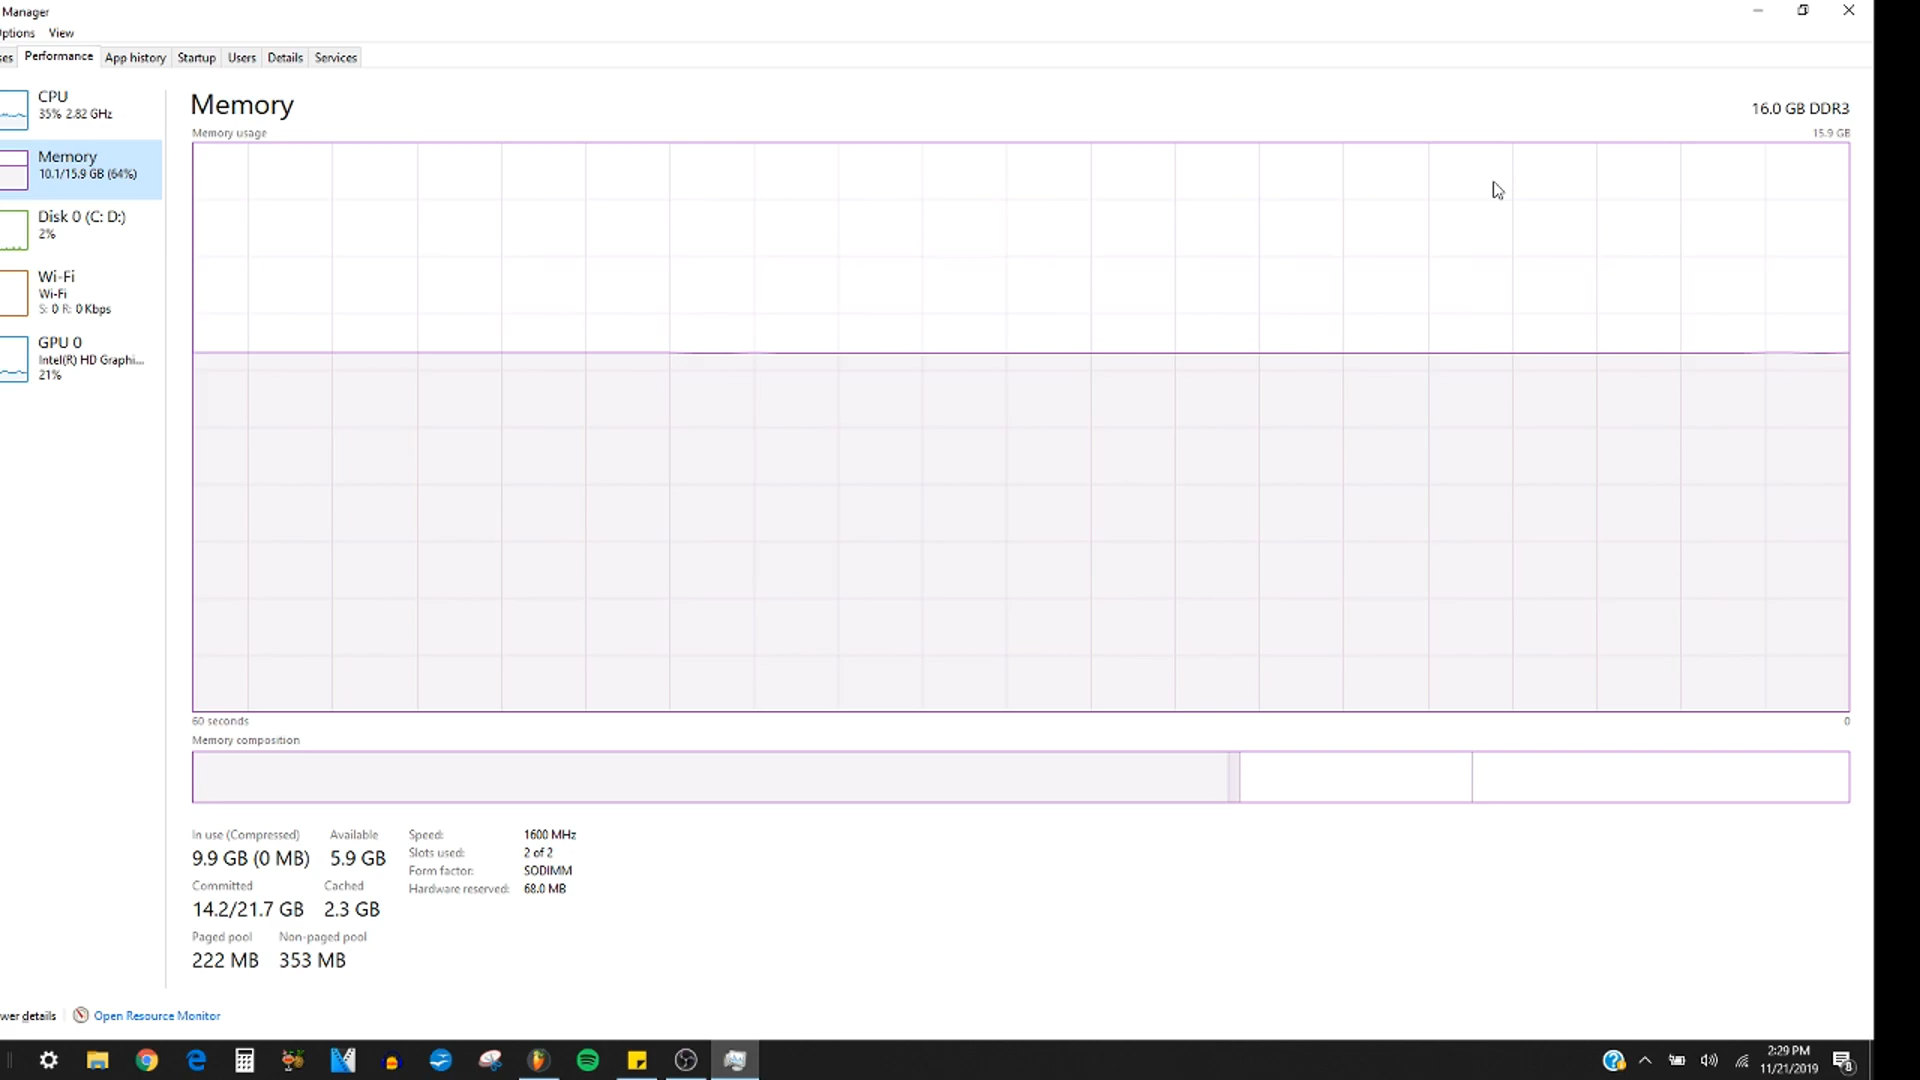 Manager
ptions View
ses Performance App history Startup Users Details Services
CPU
35% 2.82 GHz
Memory
10.1/15.9 GB (64%)
Disk 0 (C: D:)
2%
Wi-Fi
Wi-Fi
S: 0 R: 0 Kbps
GPU 0
Intel(R) HD Graphi...
21%
Memory
16.0 GB DDR3
Memory usage
15.9 GB
60 seconds
0
Memory composition
In use (Compressed) Available
9.9 GB (0 MB) 5.9 GB
Committed Cached
14.2/21.7 GB 2.3 GB
Paged pool Non-paged pool
222 MB 353 MB
Speed: 1600 MHz
Slots used: 2 of 2
Form factor: SODIMM
Hardware reserved: 68.0 MB
wer details Open Resource Monitor
2:29 PM
11/21/2019
8